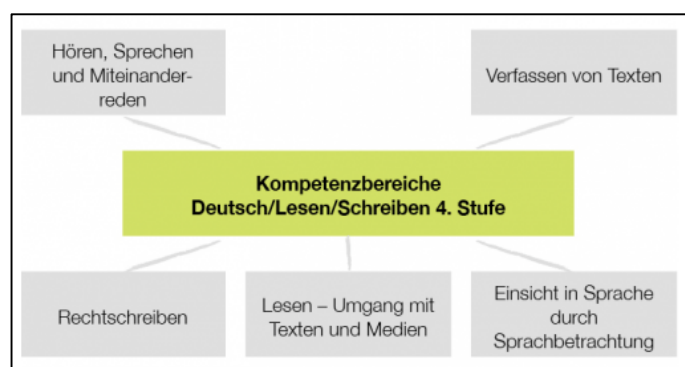 Hören, Sprechen
und Miteinander-
reden
Verfassen von Texten
Kompetenzbereiche
Deutsch/Lesen/Schreiben 4. Stufe
Rechtschreiben
Lesen – Umgang mit
Texten und Medien
Einsicht in Sprache
durch
Sprachbetrachtung